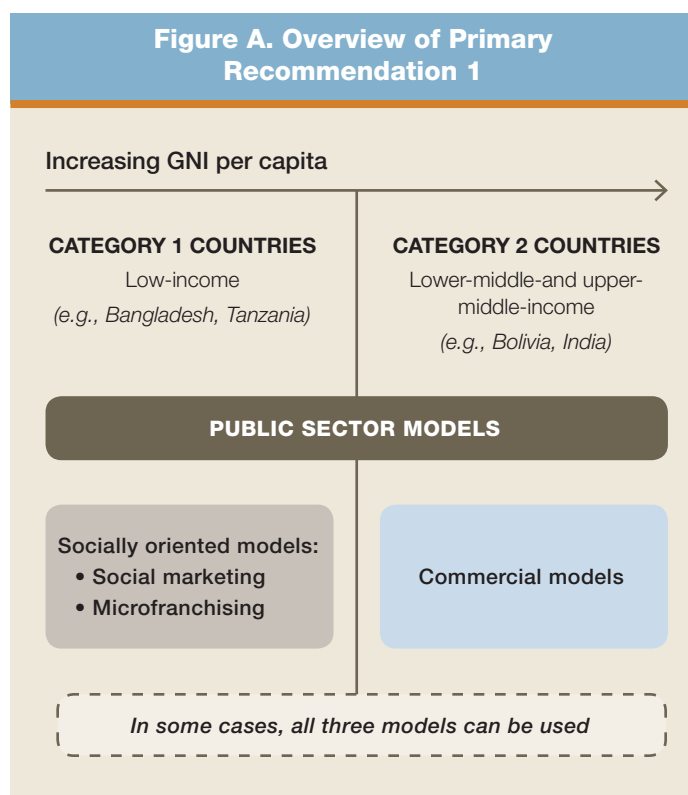 Figure A. Overview of Primary
Recommendation 1
Increasing GNI per capita
CATEGORY 1 COUNTRIES
Low-income
(e.g., Bangladesh, Tanzania)
CATEGORY 2 COUNTRIES
Lower-middle-and upper-
middle-income
(e.g., Bolivia, India)
PUBLIC SECTOR MODELS
Socially oriented models:
• Social marketing
• Microfranchising
Commercial models
In some cases, all three models can be used